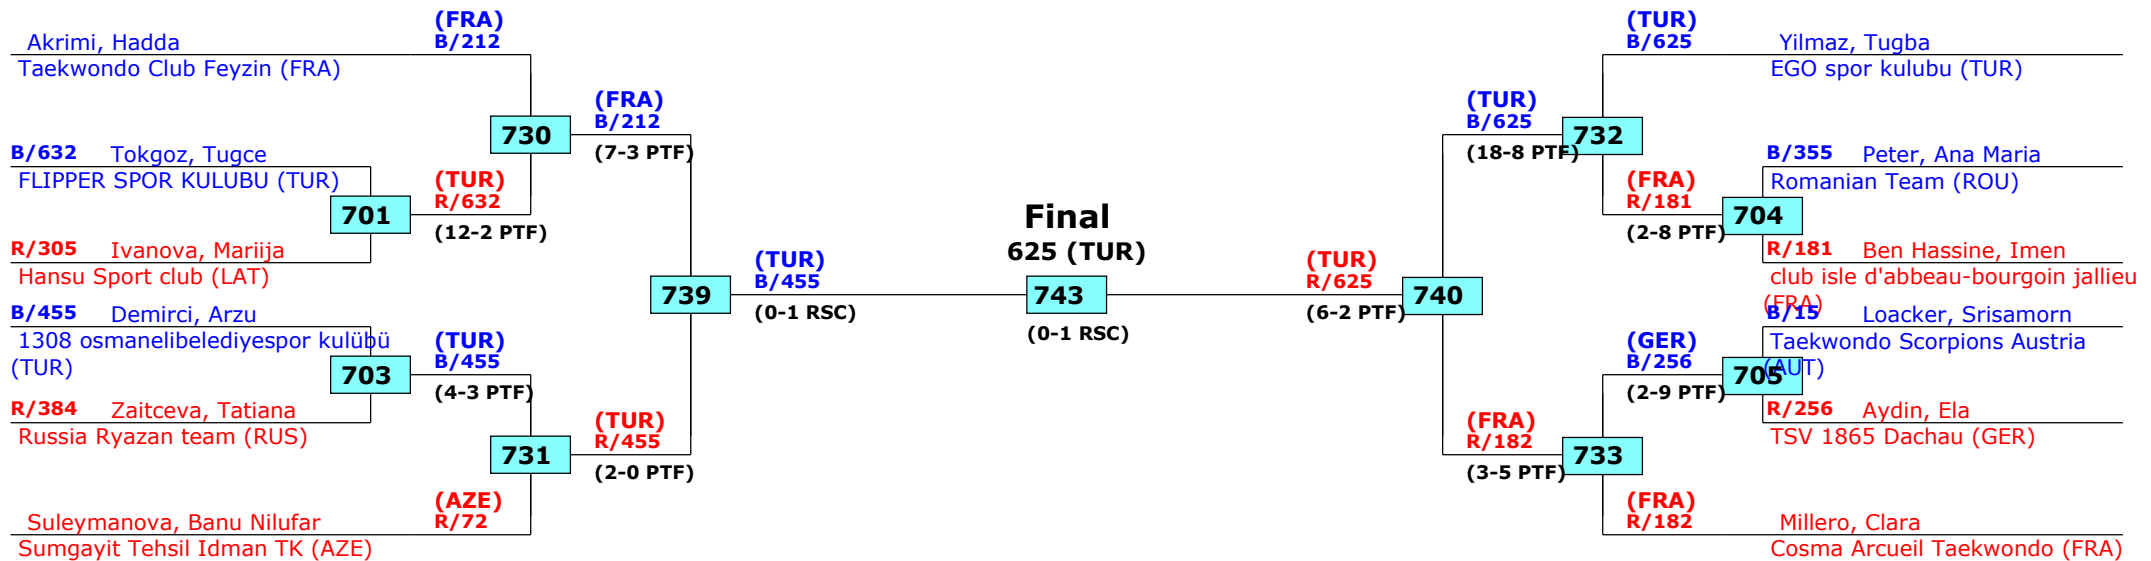 (FRA)
B/212
Akrimi, Hadda
Taekwondo Club Feyzin (FRA)
(FRA)
B/212
730
(7-3 PTF)
B/632 Tokgoz, Tugce
FLIPPER SPOR KULUBU (TUR)
(TUR)
R/632
701
(12-2 PTF)
R/305 Ivanova, Mariija
Hansu Sport club (LAT)
(TUR)
B/455
739
(0-1 RSC)
B/455 Demirci, Arzu
1308 osmanelibelediyespor kulübü
(TUR)
(TUR)
B/455
703
(4-3 PTF)
R/384 Zaitceva, Tatiana
Russia Ryazan team (RUS)
(TUR)
R/455
731
(2-0 PTF)
(AZE)
R/72
Suleymanova, Banu Nilufar
Sumgayit Tehsil Idman TK (AZE)
Final
625 (TUR)
743
(0-1 RSC)
(TUR)
R/625
740
(6-2 PTF)
(TUR)
B/625
Yilmaz, Tugba
EGO spor kulubu (TUR)
(TUR)
B/625
732
(18-8 PTF)
B/355 Peter, Ana Maria
Romanian Team (ROU)
(FRA)
R/181
704
(2-8 PTF)
R/181 Ben Hassine, Imen
club isle d'abbeau-bourgoin jallieu
(FRA)
B/15 Loacker, Srisamorn
Taekwondo Scorpions Austria
(AUT)
(GER)
B/256
705
(2-9 PTF)
R/256 Aydin, Ela
TSV 1865 Dachau (GER)
(FRA)
R/182
733
(3-5 PTF)
(FRA)
R/182
Millero, Clara
Cosma Arcueil Taekwondo (FRA)